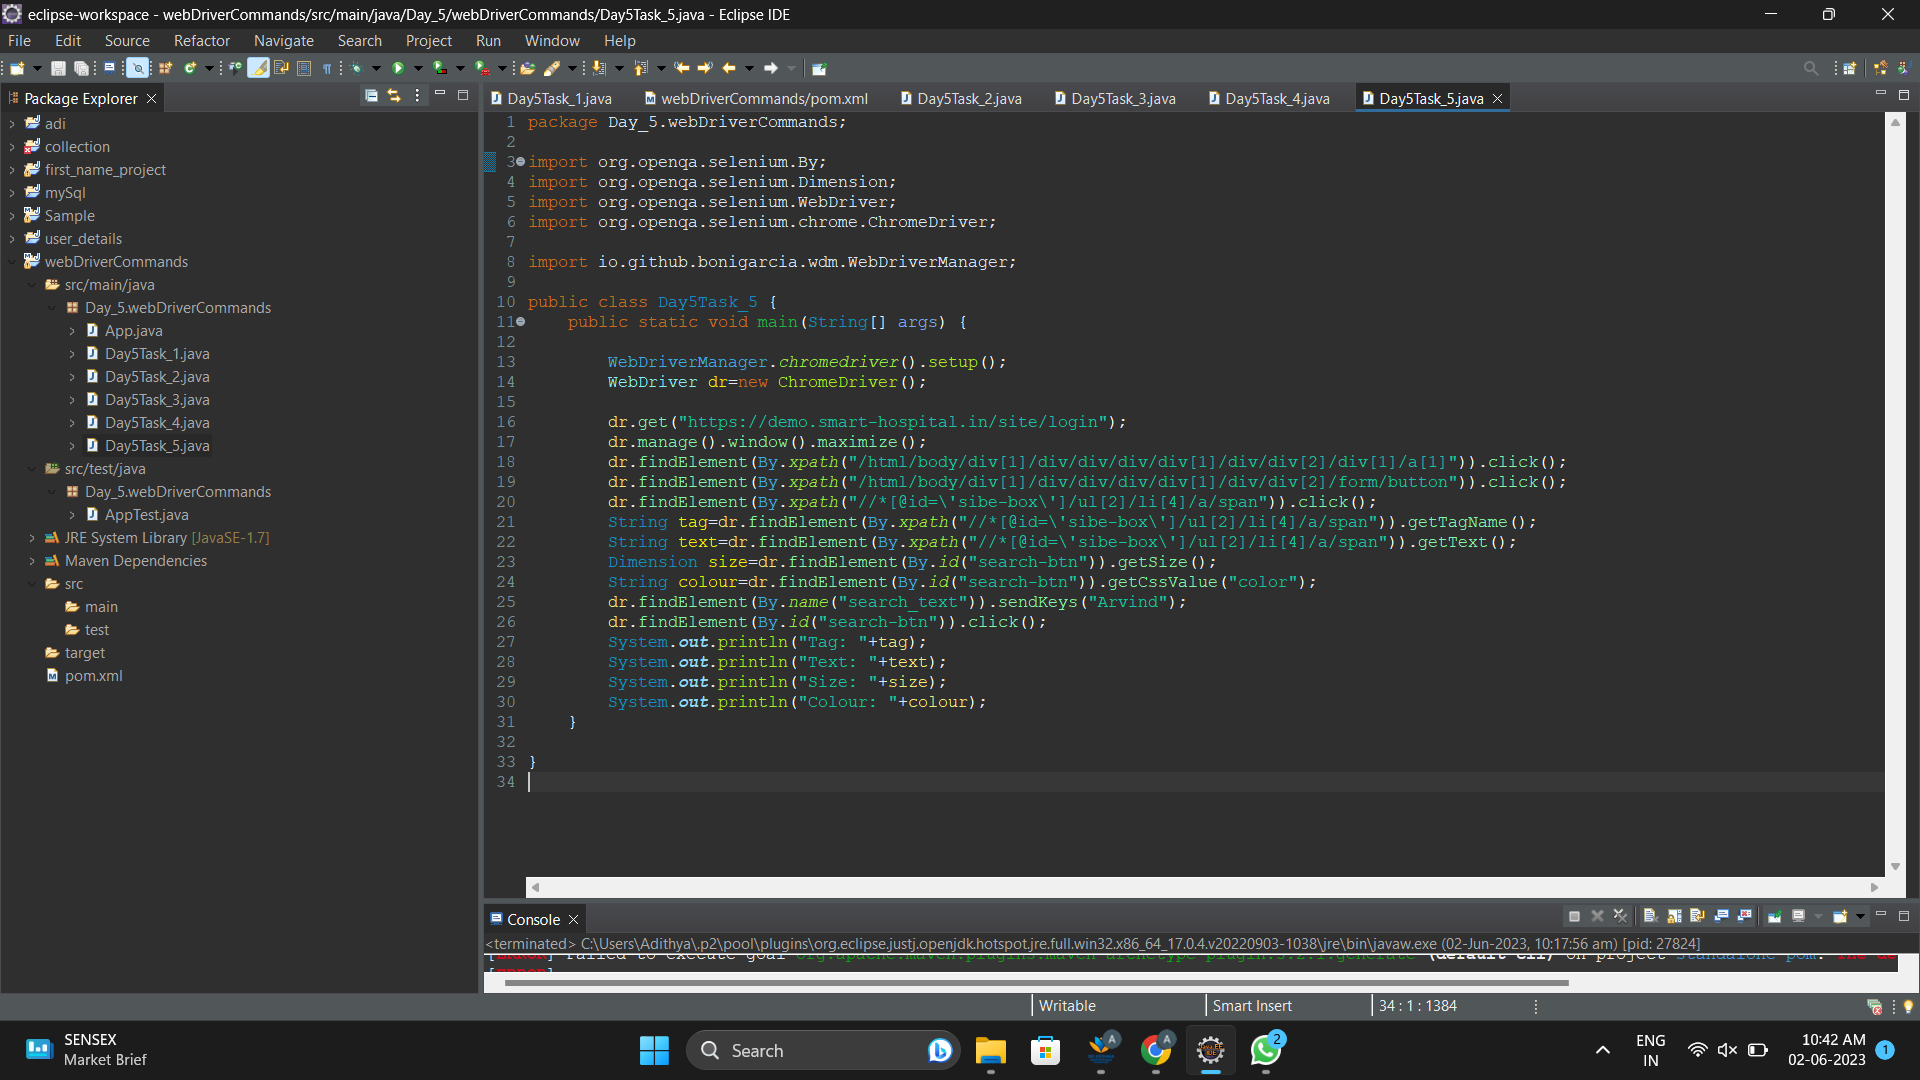 eclipse-workspace - webDriverCommands/src/main/java/Day_5/webDriverCommands/Day5Task_5.java - Eclipse IDE
File Edit Source Refactor Navigate Search Project Run Window Help
Package Explorer
adi
collection
first_name_project
mySql
Sample
user_details
webDriverCommands
src/main/java
Day_5.webDriverCommands
App.java
Day5Task_1.java
Day5Task_2.java
Day5Task_3.java
Day5Task_4.java
Day5Task_5.java
src/test/java
Day_5.webDriverCommands
AppTest.java
JRE System Library [JavaSE-1.7]
Maven Dependencies
src
main
test
target
pom.xml
Day5Task_1.java webDriverCommands/pom.xml Day5Task_2.java Day5Task_3.java Day5Task_4.java Day5Task_5.java
1 package Day_5.webDriverCommands;
2
3 import org.openqa.selenium.By;
4 import org.openqa.selenium.Dimension;
5 import org.openqa.selenium.WebDriver;
6 import org.openqa.selenium.chrome.ChromeDriver;
7
8 import io.github.bonigarcia.wdm.WebDriverManager;
9
10 public class Day5Task_5 {
11 public static void main(String[] args) {
12
13 WebDriverManager.chromedriver().setup();
14 WebDriver dr=new ChromeDriver();
15
16 dr.get("https://demo.smart-hospital.in/site/login");
17 dr.manage().window().maximize();
18 dr.findElement(By.xpath("/html/body/div[1]/div/div/div/div[1]/div/div[2]/div[1]/a[1]")).click();
19 dr.findElement(By.xpath("/html/body/div[1]/div/div/div/div[1]/div/div[2]/form/button")).click();
20 dr.findElement(By.xpath("//*[@id=\'sibe-box\']/ul[2]/li[4]/a/span")).click();
21 String tag=dr.findElement(By.xpath("//*[@id=\'sibe-box\']/ul[2]/li[4]/a/span")).getTagName();
22 String text=dr.findElement(By.xpath("//*[@id=\'sibe-box\']/ul[2]/li[4]/a/span")).getText();
23 Dimension size=dr.findElement(By.id("search-btn")).getSize();
24 String colour=dr.findElement(By.id("search-btn")).getCssValue("color");
25 dr.findElement(By.name("search_text")).sendKeys("Arvind");
26 dr.findElement(By.id("search-btn")).click();
27 System.out.println("Tag: "+tag);
28 System.out.println("Text: "+text);
29 System.out.println("Size: "+size);
30 System.out.println("Colour: "+colour);
31 }
32
33 }
34
Console
<terminated> C:\Users\Adithya\.p2\pool\plugins\org.eclipse.justj.openjdk.hotspot.jre.full.win32.x86_64_17.0.4.v20220903-1038\jre\bin\javaw.exe (02-Jun-2023, 10:17:56 am) [pid: 27824]
[ERROR] Failed to execute goal org.apache.maven.plugins:maven-archetype-plugin:3.2.1:generate (default-cli) on project standalone-pom:
[ERROR]
Writable Smart Insert 34 : 1 : 1384
SENSEX
Market Brief
Search
2
ENG
IN
10:42 AM
02-06-2023
1